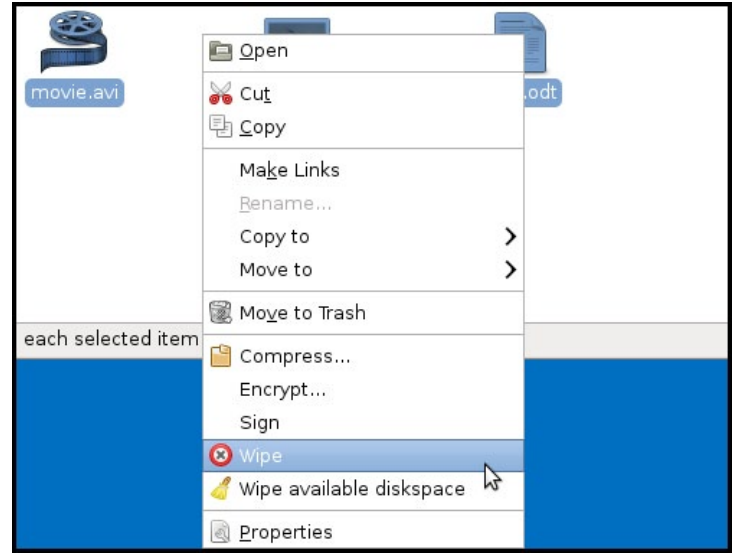 movie.avi
.odt
Open
Cut
Copy
Make Links
Rename...
Copy to
Move to
Move to Trash
each selected item
Compress...
Encrypt...
Sign
Wipe
Wipe available diskspace
Properties